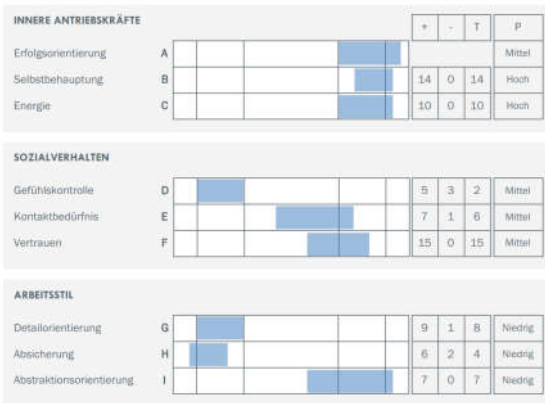 INNERE ANTRIEBSKRÄFTE + - T P
Erfolgsorientierung A Mittel
Selbstbehauptung B 14 0 14 Hoch
Energie C 10 0 10 Hoch
SOZIALVERHALTEN
Gefühlskontrolle D 5 3 2 Mittel
Kontaktbedürfnis E 7 1 6 Mittel
Vertrauen F 15 0 15 Mittel
ARBEITSSTIL
Detailorientierung G 9 1 8 Niedrig
Absicherung H 6 2 4 Niedrig
Abstraktionsorientierung I 7 0 7 Niedrig